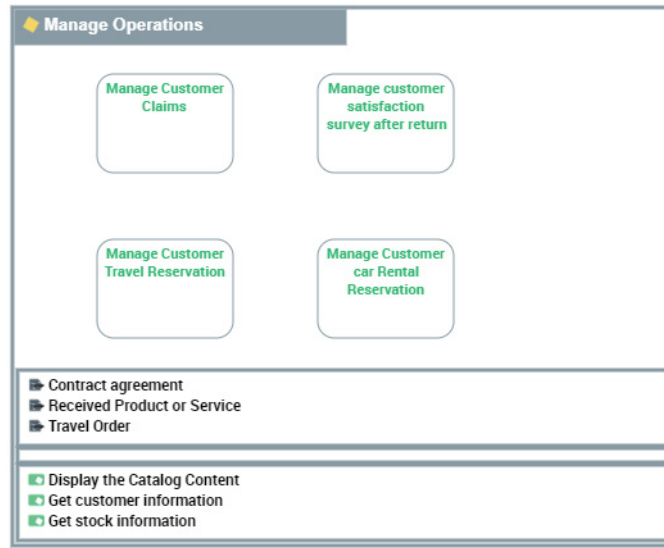 Manage Operations
Manage Customer
Claims
Manage customer
satisfaction
survey after return
Manage Customer
Travel Reservation
Manage Customer
car Rental
Reservation
Contract agreement
Received Product or Service
Travel Order
Display the Catalog Content
Get customer information
Get stock information